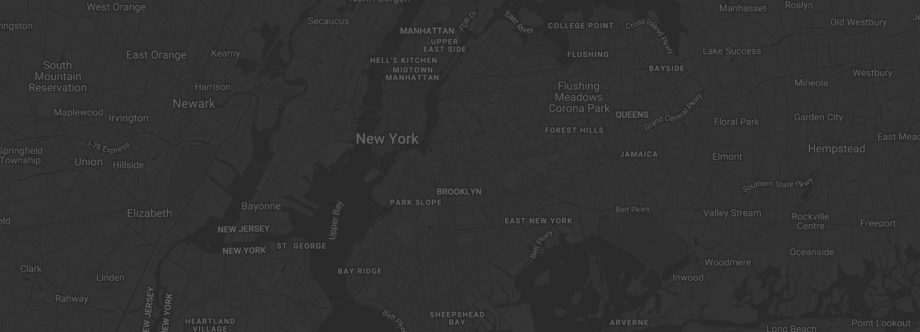 West Orange
North Bergen
Manhasset
Roslyn
Secaucus
FDR Dr
East River
COLLEGE POINT
Cross Island Pkwy
Old Westbury
MANHATTAN
UPPER
EAST SIDE
East Orange
Kearny
HELL'S KITCHEN
FLUSHING
BAYSIDE
Lake Success
South
Mountain
Reservation
MIDTOWN
MANHATTAN
Westbury
Harrison
Flushing
Meadows
Corona Park
Mineola
Newark
Maplewood
Irvington
QUEENS
Grand Central Pkwy
Floral Park
Garden City
New York
FOREST HILLS
East Mead
I-78 Express
Springfield
Township
Union
Hillside
JAMAICA
Elmont
Hempstead
Southern State Pkwy
BROOKLYN
PARK SLOPE
Bayonne
Elizabeth
Upper Bay
Belt Pkwy
Valley Stream
Rockville
Centre
Freeport
EAST NEW YORK
NEW JERSEY
NEW YORK
ST. GEORGE
Belt Pkwy
Oceanside
Woodmere
Clark
Linden
BAY RIDGE
Inwood
Rahway
NEW JERSEY
NEW YORK
HEARTLAND
VILLAGE
Belt Pkwy
SHEEPSHEAD
BAY
ARVERNE
Long Beach
Point Lookout